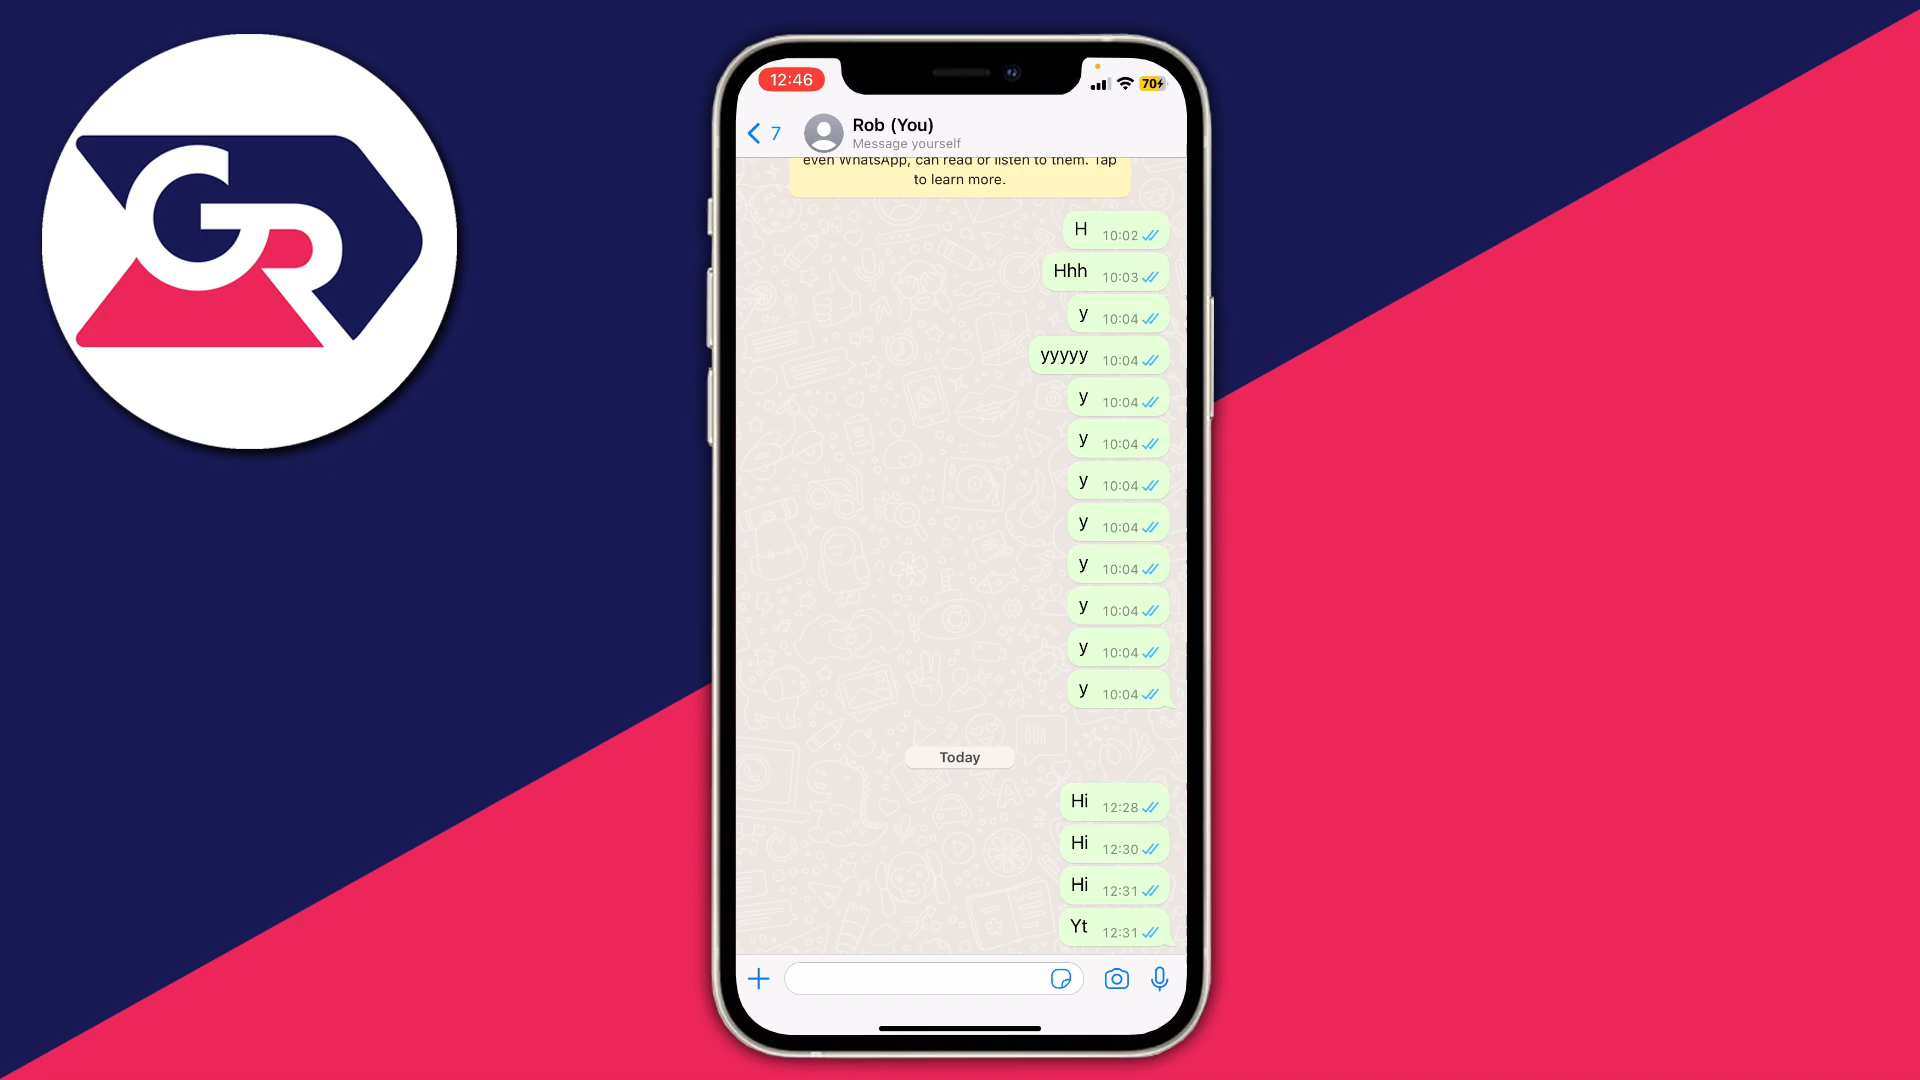 GR
12:46
70
7
Rob (You)
Message yourself
even WhatsApp, can read or listen to them. Tap
to learn more.
H 10:02
Hhh 10:03
y 10:04
yyyyy 10:04
y 10:04
y 10:04
y 10:04
y 10:04
y 10:04
y 10:04
y 10:04
y 10:04
Today
Hi 12:28
Hi 12:30
Hi 12:31
Yt 12:31